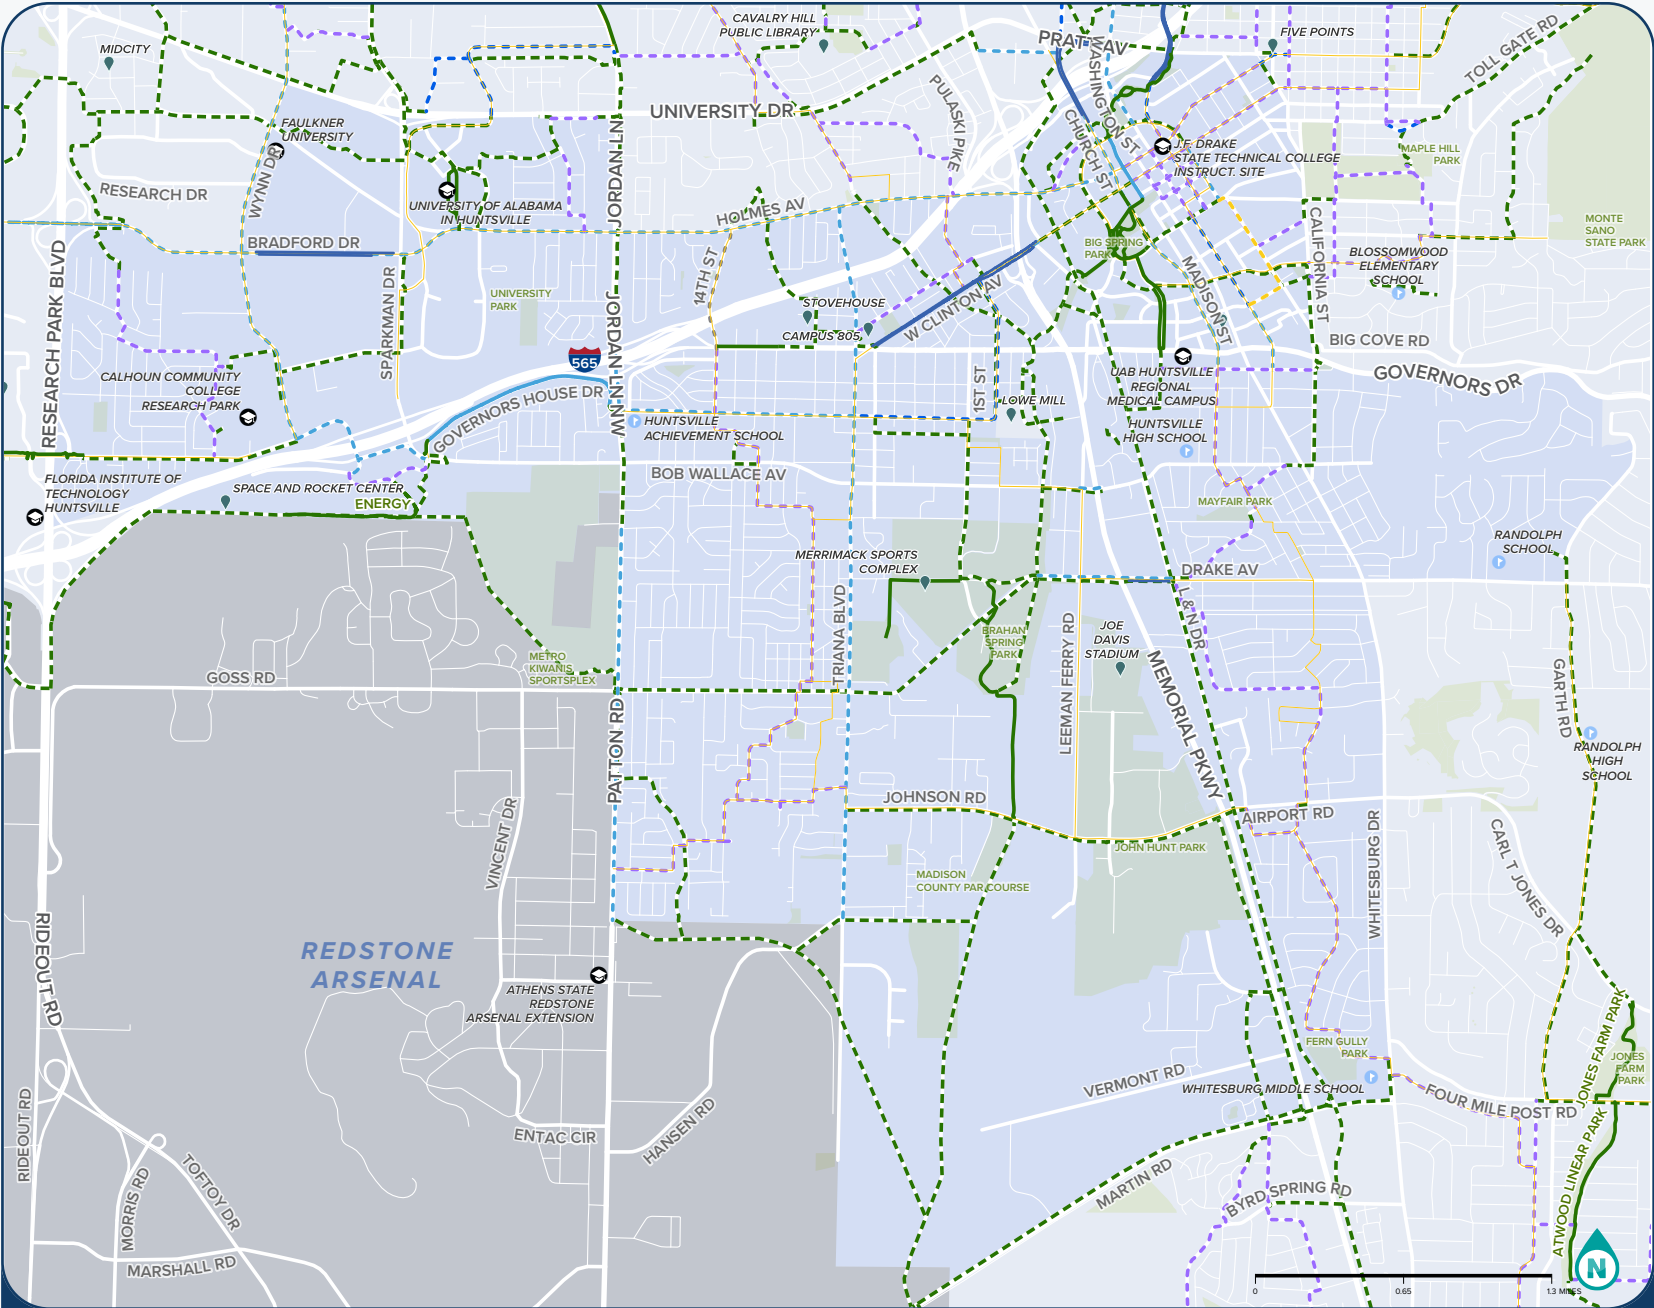 CAVALRY HILL
PUBLIC LIBRARY
FIVE POINTS
TOLL GATE RD
MIDCITY
PRATT AV
WASHINGTON ST
PULASKI PIKE
UNIVERSITY DR
CHURCH ST
FAULKNER
UNIVERSITY
J.F. DRAKE
STATE TECHNICAL COLLEGE
INSTRUCT. SITE
MAPLE HILL
PARK
WYNN DR
JORDAN LN
RESEARCH DR
UNIVERSITY OF ALABAMA
IN HUNTSVILLE
HOLMES AV
MONTE
SANO
STATE PARK
BRADFORD DR
BIG SPRING
PARK
CALIFORNIA ST
BLOSSOMWOOD
ELEMENTARY
SCHOOL
RESEARCH PARK BLVD
SPARKMAN DR
14TH ST
UNIVERSITY
PARK
STOVEHOUSE
W CLINTON AV
MADISON ST
CAMPUS 805
JORDAN LN NW
565
BIG COVE RD
GOVERNORS DR
CALHOUN COMMUNITY
COLLEGE
RESEARCH PARK
GOVERNORS HOUSE DR
1ST ST
LOWE MILL
UAB HUNTSVILLE
REGIONAL
MEDICAL CAMPUS
HUNTSVILLE
ACHIEVEMENT SCHOOL
HUNTSVILLE
HIGH SCHOOL
BOB WALLACE AV
FLORIDA INSTITUTE OF
TECHNOLOGY
HUNTSVILLE
SPACE AND ROCKET CENTER
ENERGY
MAYFAIR PARK
MERRIMACK SPORTS
COMPLEX
RANDOLPH
SCHOOL
DRAKE AV
L & N DR
TRIANA BLVD
BRAHAN
SPRING
PARK
LEEMAN FERRY RD
JOE
DAVIS
STADIUM
METRO
KIWANIS
SPORTSPLEX
GOSS RD
MEMORIAL PKWY
GARTH RD
PATTON RD
RANDOLPH
HIGH
SCHOOL
JOHNSON RD
AIRPORT RD
VINCENT DR
JOHN HUNT PARK
WHITESBURG DR
CARL T JONES DR
MADISON
COUNTY PAR COURSE
RIDEOUT RD
REDSTONE
ARSENAL
ATHENS STATE
REDSTONE
ARSENAL EXTENSION
JONES FARM PARK
FERN GULLY
PARK
JONES
FARM
PARK
VERMONT RD
WHITESBURG MIDDLE SCHOOL
FOUR MILE POST RD
RIDEOUT RD
ENTAC CIR
HANSEN RD
ATWOOD LINEAR PARK
MORRIS RD
TOFTOY DR
MARTIN RD
BYRD SPRING RD
MARSHALL RD
N
0
0.65
1.3 MILES